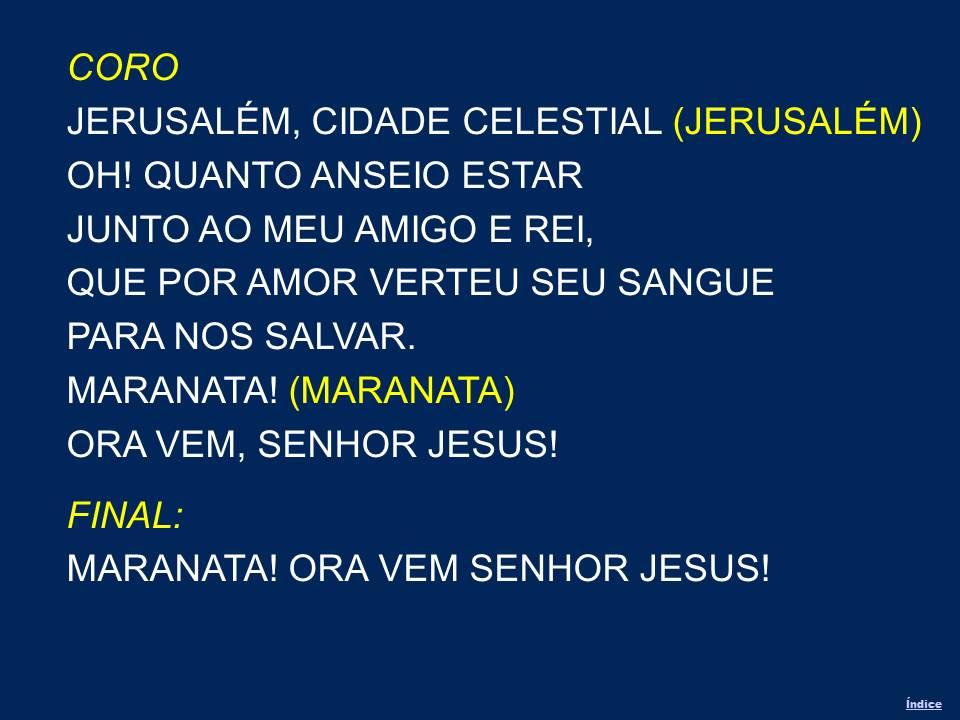 CORO
JERUSALÉM, CIDADE CELESTIAL (JERUSALÉM)
OH! QUANTO ANSEIO ESTAR
JUNTO AO MEU AMIGO E REI,
QUE POR AMOR VERTEU SEU SANGUE
PARA NOS SALVAR.
MARANATA! (MARANATA)
ORA VEM, SENHOR JESUS!
FINAL:
MARANATA! ORA VEM SENHOR JESUS!
Índice